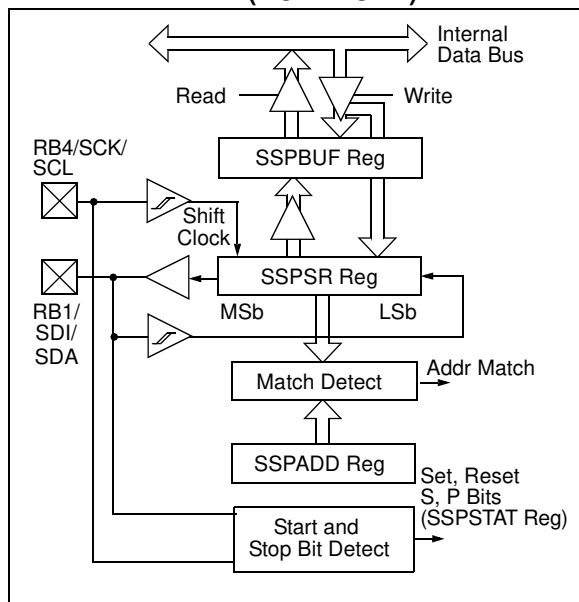 Internal
Data Bus
Read
Write
RB4/SCK/
SCL
SSPBUF Reg
Shift
Clock
SSPSR Reg
MSb
LSb
RB1/
SDI/
SDA
Match Detect
Addr Match
SSPADD Reg
Set, Reset
S, P Bits
(SSPSTAT Reg)
Start and
Stop Bit Detect